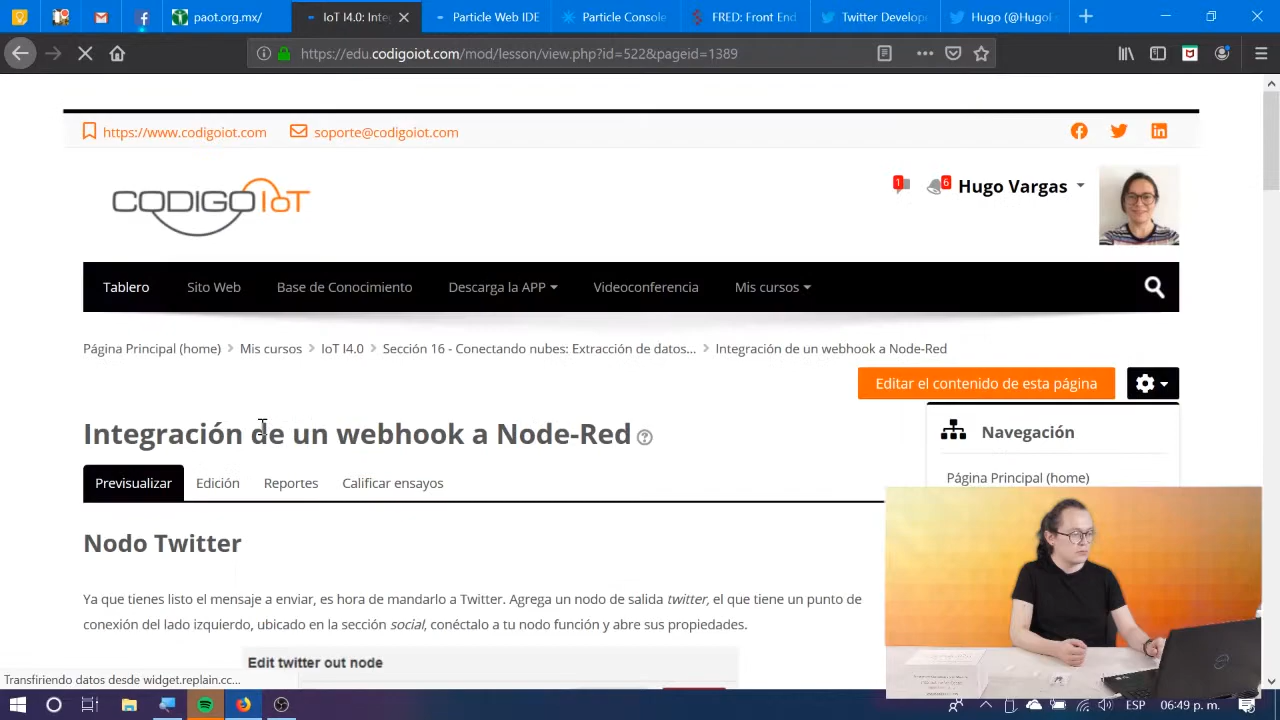 paot.org.mx/
IoT I4.0: Inte
Particle Web IDE
Particle Console
FRED: Front End
Twitter Develop
Hugo (@HugoE
https://edu.codigoiot.com/mod/lesson/view.php?id=522&pageid=1389
https://www.codigoiot.com
soporte@codigoiot.com
CODIGO IoT
1
6
Hugo Vargas
Tablero
Sito Web
Base de Conocimiento
Descarga la APP
Videoconferencia
Mis cursos
Página Principal (home)
Mis cursos
IoT I4.0
Sección 16 - Conectando nubes: Extracción de datos...
Integración de un webhook a Node-Red
Editar el contenido de esta página
Integración de un webhook a Node-Red
Navegación
Página Principal (home)
Previsualizar
Edición
Reportes
Calificar ensayos
Nodo Twitter
Ya que tienes listo el mensaje a enviar, es hora de mandarlo a Twitter. Agrega un nodo de salida twitter, el que tiene un punto de
conexión del lado izquierdo, ubicado en la sección social, conéctalo a tu nodo función y abre sus propiedades.
Edit twitter out node
Transfiriendo datos desde widget.replain.cc...
ESP
06:49 p. m.